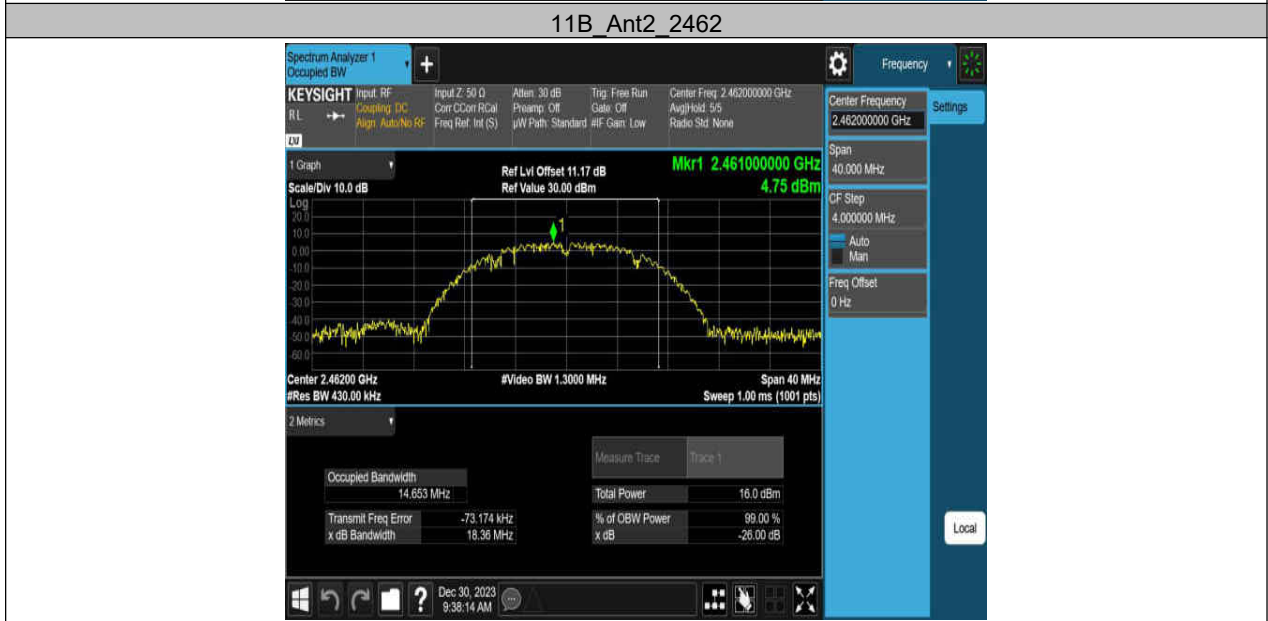 11B_Ant2_2462
Spectrum Analyzer 1
Occupied BW
+
Frequency
KEYSIGHT
RL
Input: RF
Coupling: DC
Align: Auto/No RF
Input Z: 50 Ω
Corr CCorr RCal
Freq Ref: Int (S)
Atten: 30 dB
Preamp: Off
µW Path: Standard
Trig: Free Run
Gate: Off
#IF Gain: Low
Center Freq: 2.462000000 GHz
Avg|Hold: 5/5
Radio Std: None
LXI
Center Frequency
2.462000000 GHz
Settings
Span
40.000 MHz
CF Step
4.000000 MHz
Auto
Man
Freq Offset
0 Hz
1 Graph
Scale/Div 10.0 dB
Ref Lvl Offset 11.17 dB
Ref Value 30.00 dBm
Mkr1 2.461000000 GHz
4.75 dBm
Log
20.0
10.0
0.00
-10.0
-20.0
-30.0
-40.0
-50.0
-60.0
1
Center 2.46200 GHz
#Res BW 430.00 kHz
#Video BW 1.3000 MHz
Span 40 MHz
Sweep 1.00 ms (1001 pts)
2 Metrics
Measure Trace
Trace 1
Occupied Bandwidth
14.653 MHz
Total Power
16.0 dBm
Transmit Freq Error
-73.174 kHz
% of OBW Power
99.00 %
x dB Bandwidth
18.36 MHz
x dB
-26.00 dB
Local
?
Dec 30, 2023
9:38:14 AM